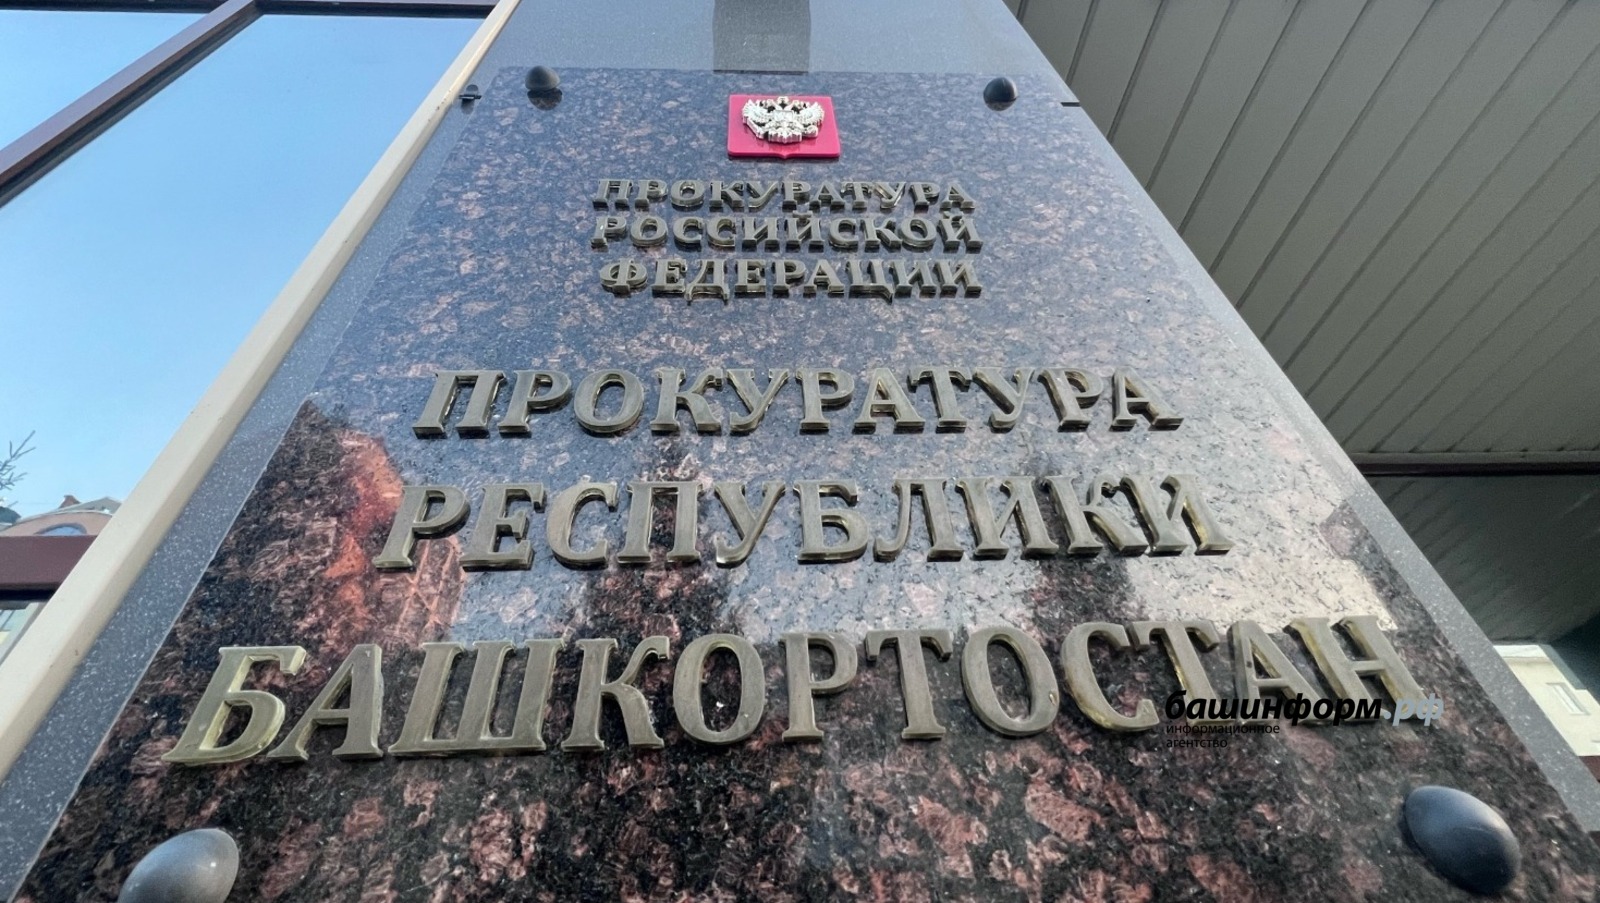 ПРОКУРАТУРА
РОССИЙСКОЙ
ФЕДЕРАЦИИ
ПРОКУРАТУРА
РЕСПУБЛИКИ
БАШКОРТОСТАН
башинформ.рф
информационное
агентство